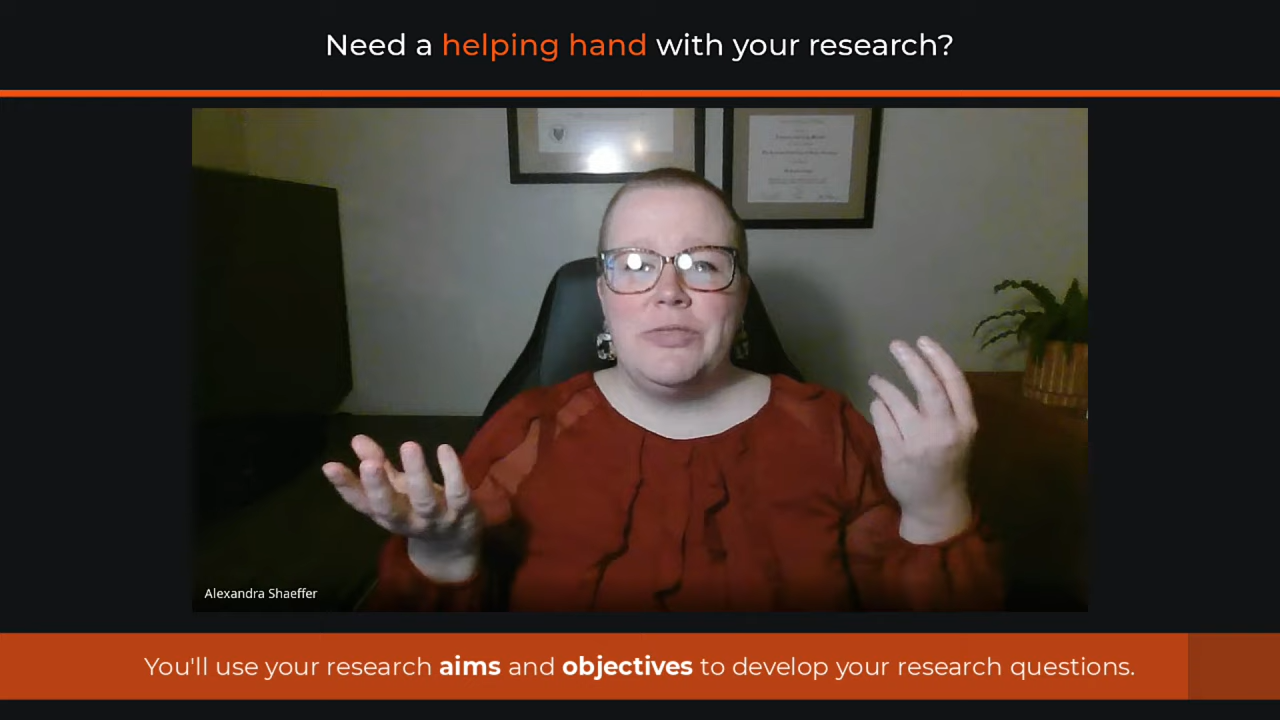 Need a helping hand with your research?
Alexandra Shaeffer
You'll use your research aims and objectives to develop your research questions.